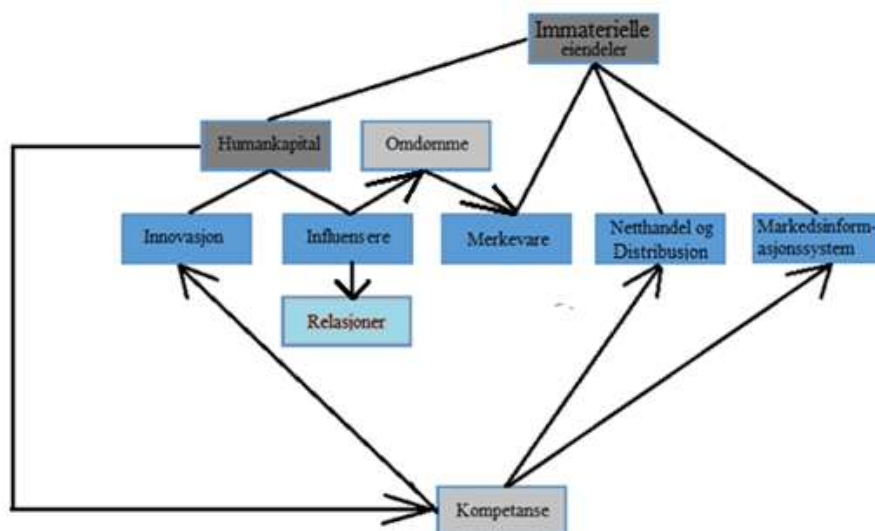 Immaterielle
eiendeler
Humankapital
Omdømme
Innovasjon
Influensere
Merkevare
Netthandel og
Distribusjon
Markedsinform-
asjonssystem
Relasjoner
Kompetanse